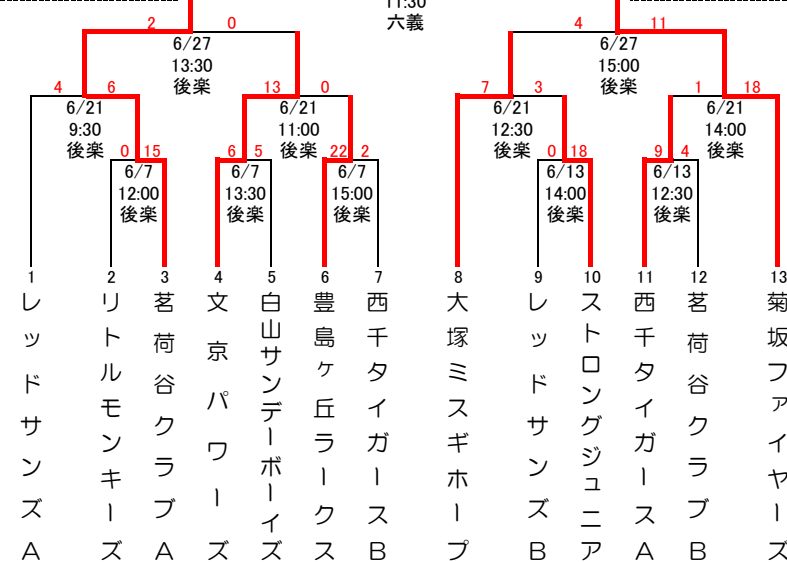 11:30
六義
2 0
6/27
13:30
後楽
4 11
6/27
15:00
後楽
4 6
6/21
9:30
後楽
13 0
6/21
11:00
後楽
7 3
6/21
12:30
後楽
1 18
6/21
14:00
後楽
0 15
6/7
12:00
後楽
6 5
6/7
13:30
後楽
22 2
6/7
15:00
後楽
0 18
6/13
14:00
後楽
9 4
6/13
12:30
後楽
1
レッドサンズA
2
リトルモンキーズ
3
茗荷谷クラブA
4
文京パワーズ
5
白山サンデーボーイズ
6
豊島ヶ丘ラークス
7
西千タイガースB
8
大塚ミスギホープ
9
レッドサンズB
10
ストロングジュニア
11
西千タイガースA
12
茗荷谷クラブB
13
菊坂ファイヤーズ